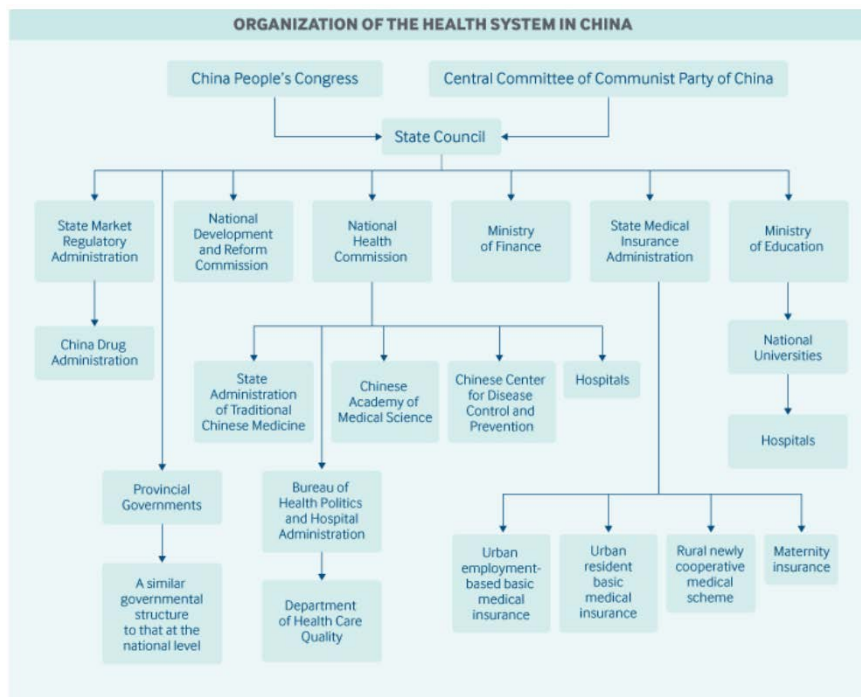 ORGANIZATION OF THE HEALTH SYSTEM IN CHINA
China People's Congress
Central Committee of Communist Party of China
State Council
State Market
Regulatory
Administration
National
Development
and Reform
Commission
National
Health
Commission
Ministry
of Finance
State Medical
Insurance
Administration
Ministry
of Education
China Drug
Administration
State
Administration
of Traditional
Chinese Medicine
Chinese
Academy of
Medical Science
Chinese Center
for Disease
Control and
Prevention
Hospitals
National
Universities
Hospitals
Provincial
Governments
Bureau of
Health Politics
and Hospital
Administration
A similar
governmental
structure
to that at the
national level
Department
of Health Care
Quality
Urban
employment-
based basic
medical
insurance
Urban
resident
basic
medical
insurance
Rural newly
cooperative
medical
scheme
Maternity
insurance